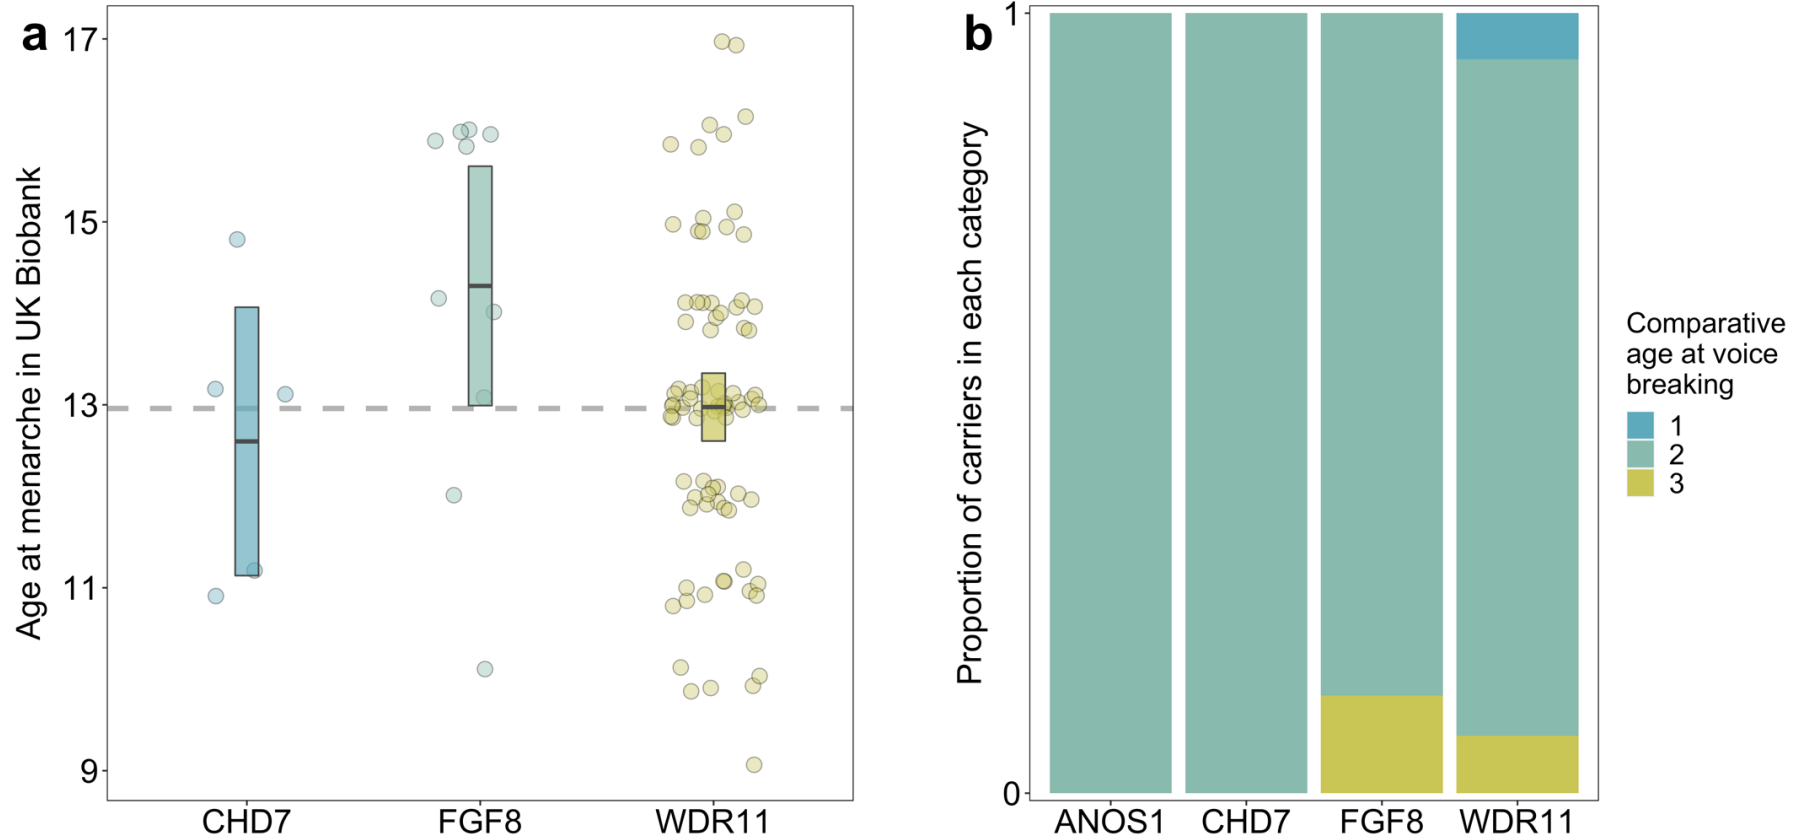 a
Age at menarche in UK Biobank
17
15
13
11
9
CHD7
FGF8
WDR11
b
Proportion of carriers in each category
1
0
ANOS1
CHD7
FGF8
WDR11
Comparative
age at voice
breaking
1
2
3